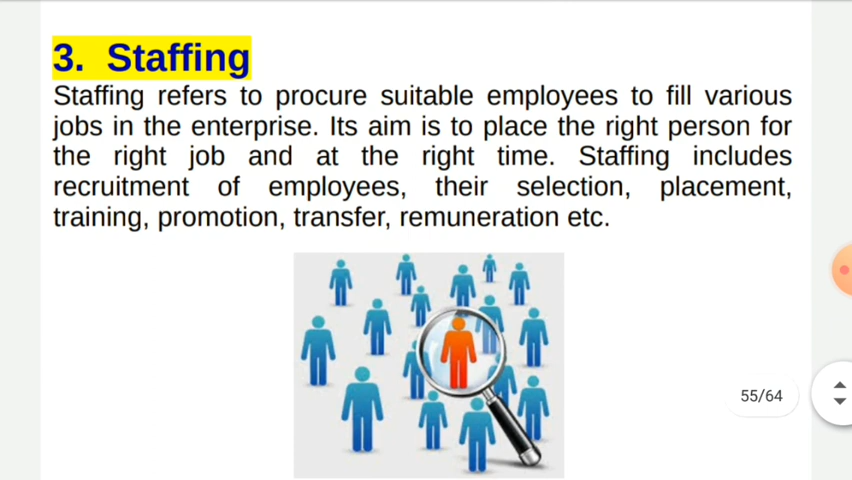 3. Staffing
Staffing refers to procure suitable employees to fill various
jobs in the enterprise. Its aim is to place the right person for
the right job and at the right time. Staffing includes
recruitment of employees, their selection, placement,
training, promotion, transfer, remuneration etc.
55/64